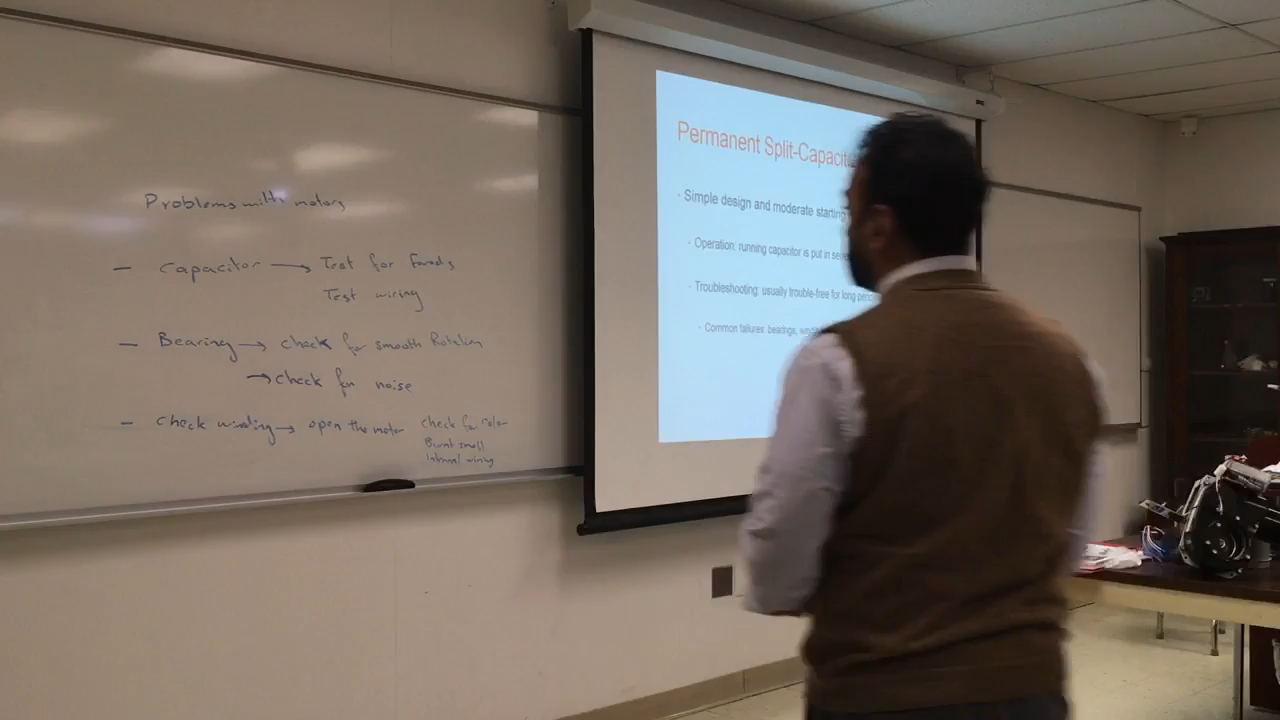 Problems with motors
– Capacitor → Test for Farads
Test wiring
– Bearing → check for smooth Rotation
→ check for noise
– Check winding → open the motor check for rotor
Burnt smell
Internal wiring
Permanent Split-Capacit
· Simple design and moderate starting
· Operation: running capacitor is put in se
· Troubleshooting: usually trouble-free for long
· Common failures: bearings,